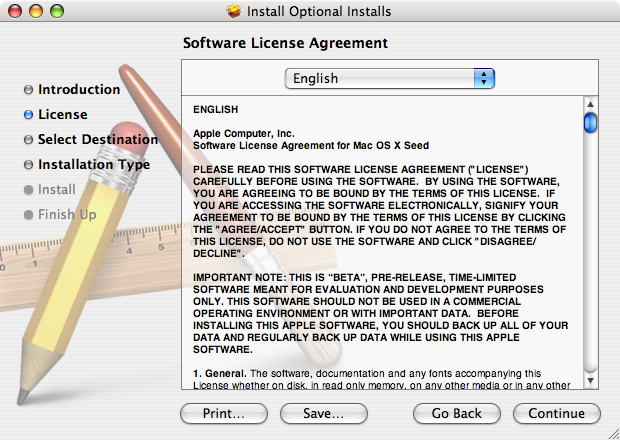 Install Optional Installs
Software License Agreement
Introduction
License
Select Destination
Installation Type
Install
Finish Up
English
ENGLISH
Apple Computer, Inc.
Software License Agreement for Mac OS X Seed
PLEASE READ THIS SOFTWARE LICENSE AGREEMENT ("LICENSE")
CAREFULLY BEFORE USING THE SOFTWARE.  BY USING THE SOFTWARE,
YOU ARE AGREEING TO BE BOUND BY THE TERMS OF THIS LICENSE.  IF
YOU ARE ACCESSING THE SOFTWARE ELECTRONICALLY, SIGNIFY YOUR
AGREEMENT TO BE BOUND BY THE TERMS OF THIS LICENSE BY CLICKING
THE "AGREE/ACCEPT" BUTTON. IF YOU DO NOT AGREE TO THE TERMS OF
THIS LICENSE, DO NOT USE THE SOFTWARE AND CLICK "DISAGREE/
DECLINE".
IMPORTANT NOTE: THIS IS "BETA", PRE-RELEASE, TIME-LIMITED
SOFTWARE MEANT FOR EVALUATION AND DEVELOPMENT PURPOSES
ONLY. THIS SOFTWARE SHOULD NOT BE USED IN A COMMERCIAL
OPERATING ENVIRONMENT OR WITH IMPORTANT DATA.  BEFORE
INSTALLING THIS APPLE SOFTWARE, YOU SHOULD BACK UP ALL OF YOUR
DATA AND REGULARLY BACK UP DATA WHILE USING THIS APPLE
SOFTWARE.
1. General. The software, documentation and any fonts accompanying this
License whether on disk, in read only memory, on any other media or in any other
Print...
Save...
Go Back
Continue